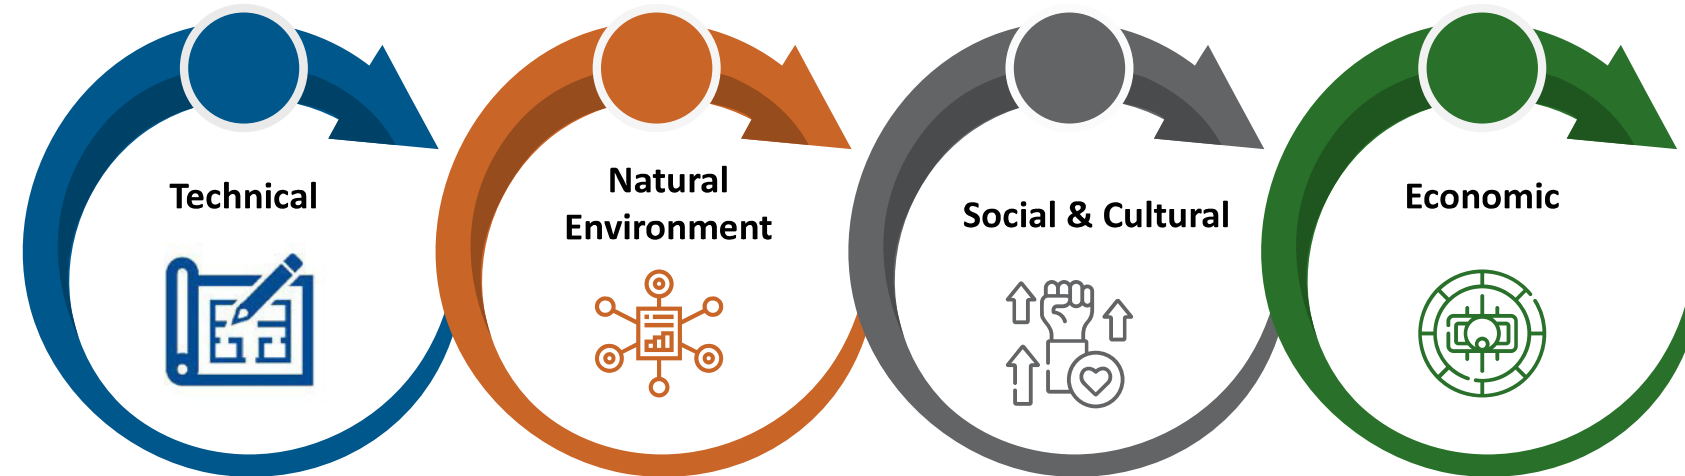 Technical
Natural
Environment
Social & Cultural
Economic